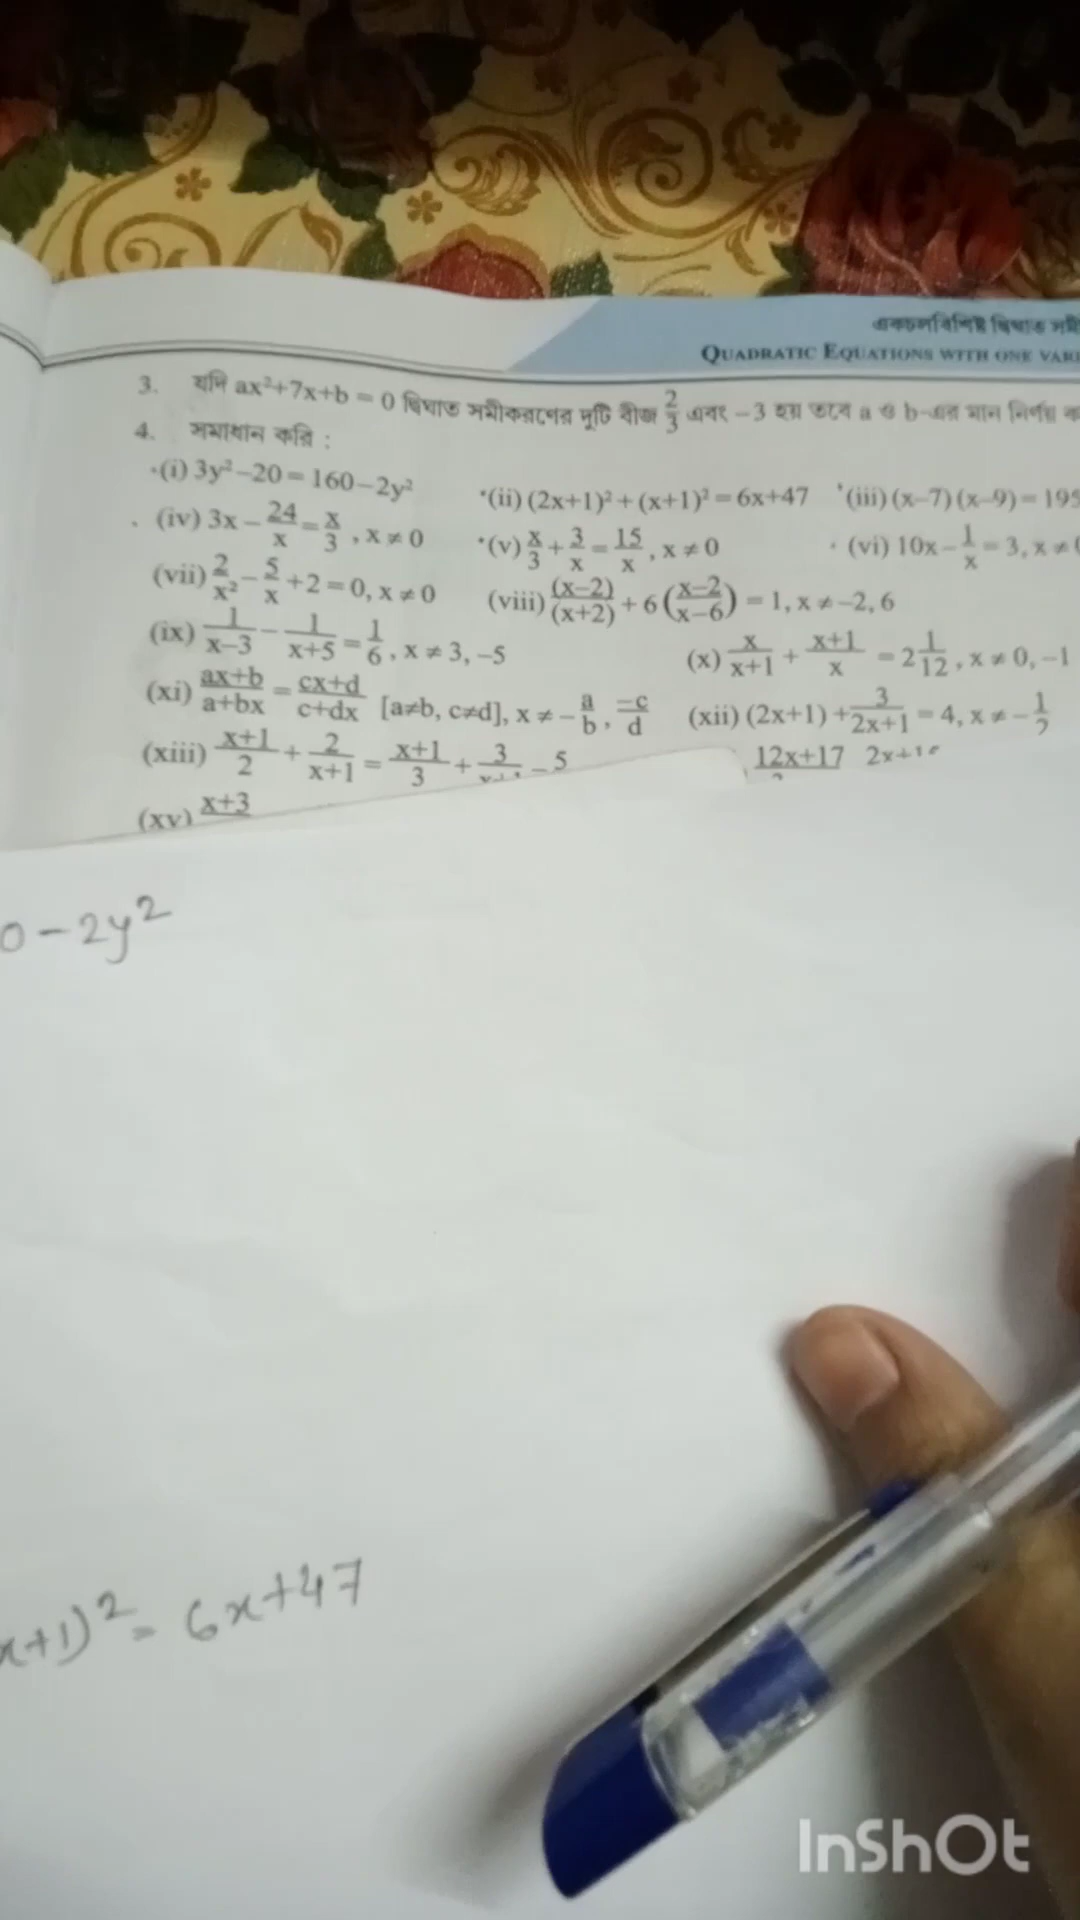 একচলবিশিষ্ট দ্বিঘাত
QUADRATIC EQUATIONS WITH ONE
3. যদি ax²+7x+b = 0 দ্বিঘাত সমীকরণের দুটি বীজ 2/3 এবং −3 হয় তবে a ও b-এর মান নির্ণয়
4. সমাধান করি :
(i) 3y²−20 = 160−2y² (ii) (2x+1)²+(x+1)² = 6x+47 (iii) (x−7)(x−9) = 195
(iv) 3x − 24/x = x/3 , x ≠ 0 (v) x/3 + 3/x = 15/x , x ≠ 0 (vi) 10x − 1/x = 3, x ≠
(vii) 2/x² − 5/x + 2 = 0, x ≠ 0 (viii) (x−2)/(x+2) + 6((x−2)/(x−6)) = 1, x ≠ −2, 6
(ix) 1/(x−3) − 1/(x+5) = 1/6 , x ≠ 3, −5 (x) x/(x+1) + (x+1)/x = 2 1/12 , x ≠ 0, −1
(xi) (ax+b)/(a+bx) = (cx+d)/(c+dx) [a≠b, c≠d], x ≠ − a/b , −c/d (xii) (2x+1) + 3/(2x+1) = 4, x ≠ − 1/2
(xiii) (x+1)/2 + 2/(x+1) = (x+1)/3 + 3/ − 5 12x+17 2x+1
(xv) x+3
0 − 2y²
x+1)² = 6x+47
InShOt